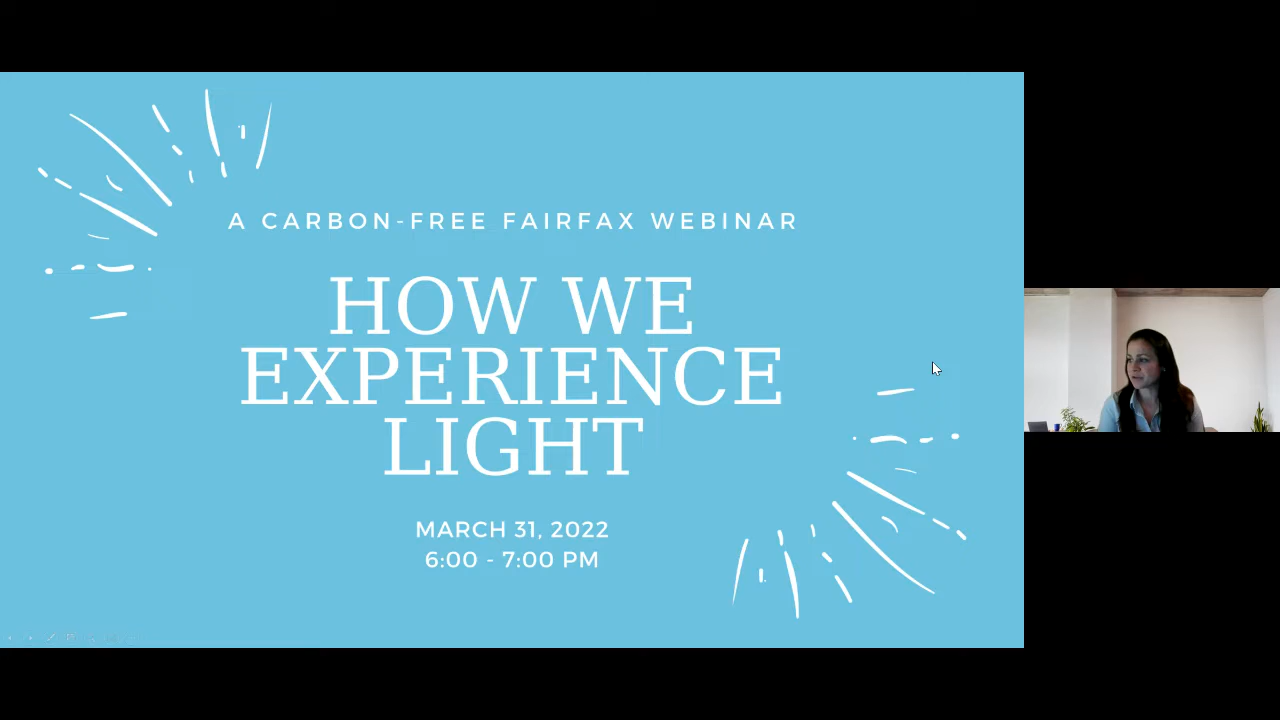 A CARBON-FREE FAIRFAX WEBINAR
HOW WE
EXPERIENCE
LIGHT
MARCH 31, 2022
6:00 - 7:00 PM